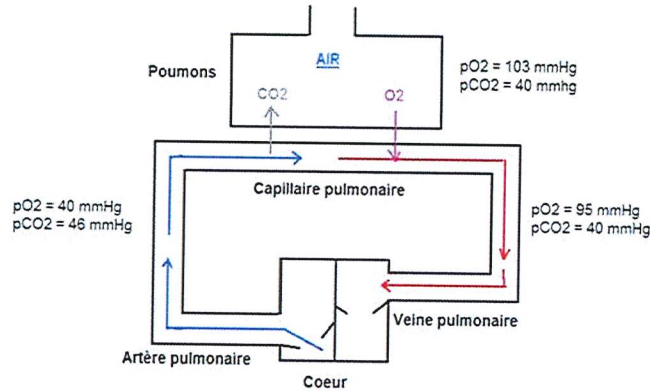 AIR
Poumons
pO2 = 103 mmHg
pCO2 = 40 mmhg
CO2
O2
Capillaire pulmonaire
pO2 = 40 mmHg
pCO2 = 46 mmHg
pO2 = 95 mmHg
pCO2 = 40 mmHg
Veine pulmonaire
Artère pulmonaire
Coeur